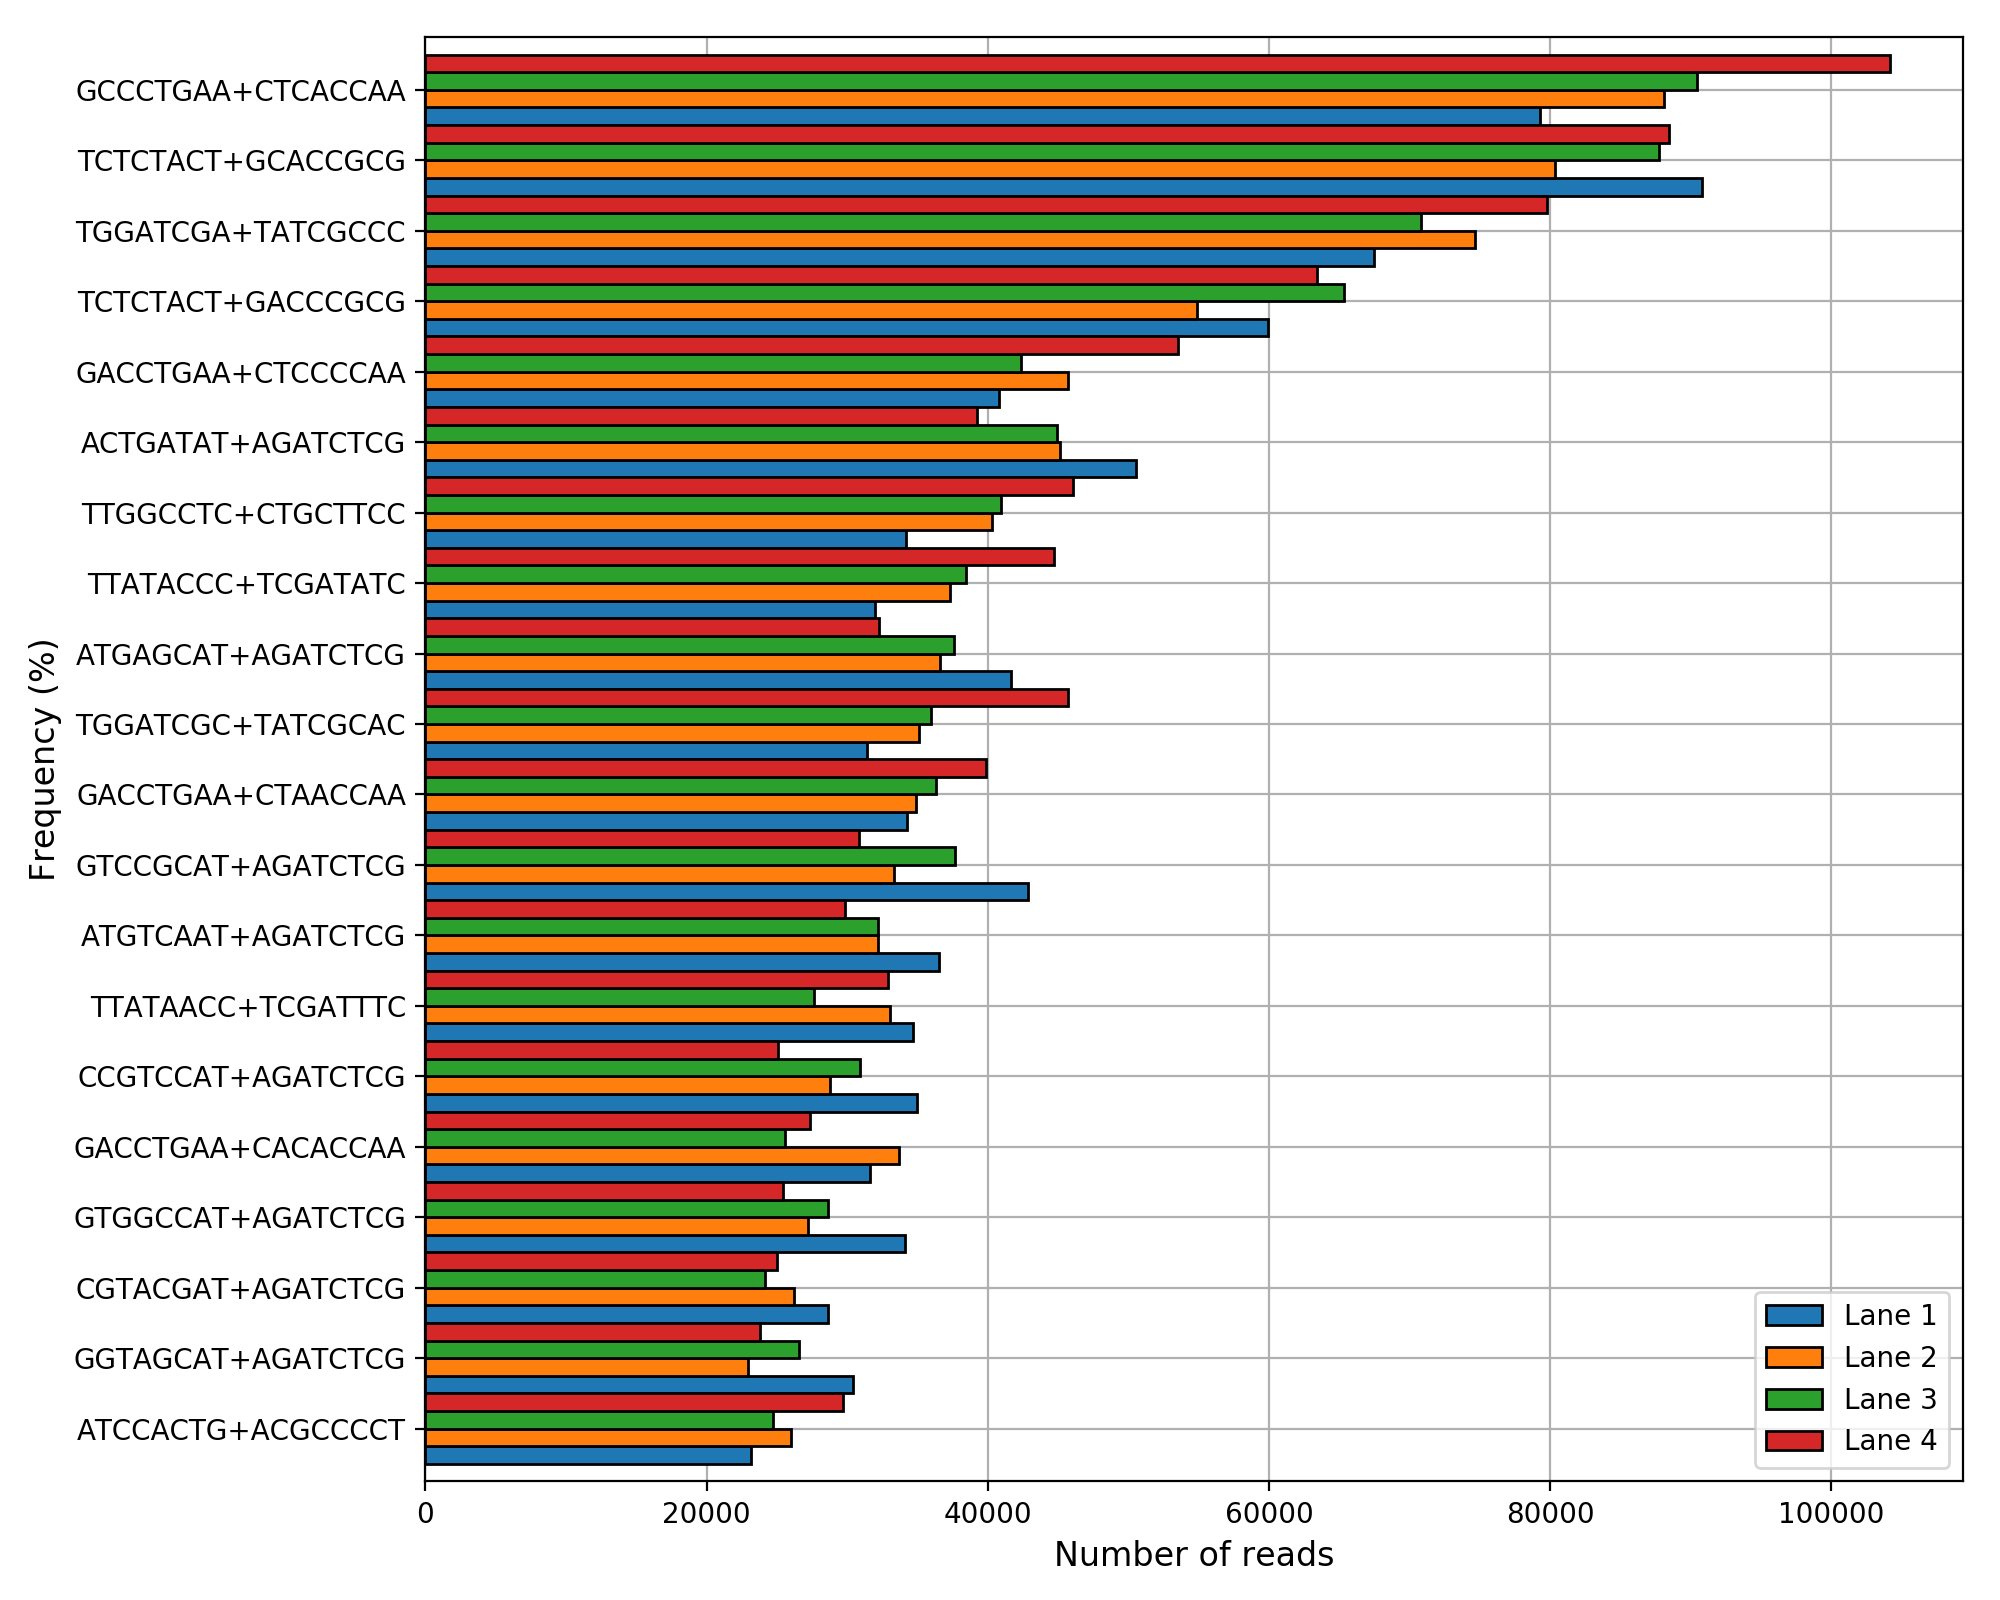 GCCCTGAA+CTCACCAA
TCTCTACT+GCACCGCG
TGGATCGA+TATCGCCC
TCTCTACT+GACCCGCG
GACCTGAA+CTCCCCAA
ACTGATAT+AGATCTCG
TTGGCCTC+CTGCTTCC
TTATACCC+TCGATATC
ATGAGCAT+AGATCTCG
TGGATCGC+TATCGCAC
GACCTGAA+CTAACCAA
GTCCGCAT+AGATCTCG
ATGTCAAT+AGATCTCG
TTATAACC+TCGATTTC
CCGTCCAT+AGATCTCG
GACCTGAA+CACACCAA
GTGGCCAT+AGATCTCG
CGTACGAT+AGATCTCG
GGTAGCAT+AGATCTCG
ATCCACTG+ACGCCCCT
Frequency (%)
Lane 1
Lane 2
Lane 3
Lane 4
0 20000 40000 60000 80000 100000
Number of reads